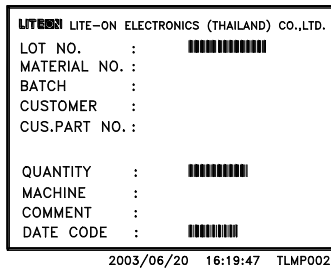 LITEON LITE-ON ELECTRONICS (THAILAND) CO.,LTD.
LOT NO. :
MATERIAL NO. :
BATCH :
CUSTOMER :
CUS.PART NO. :
QUANTITY :
MACHINE :
COMMENT :
DATE CODE :
2003/06/20 16:19:47 TLMP002